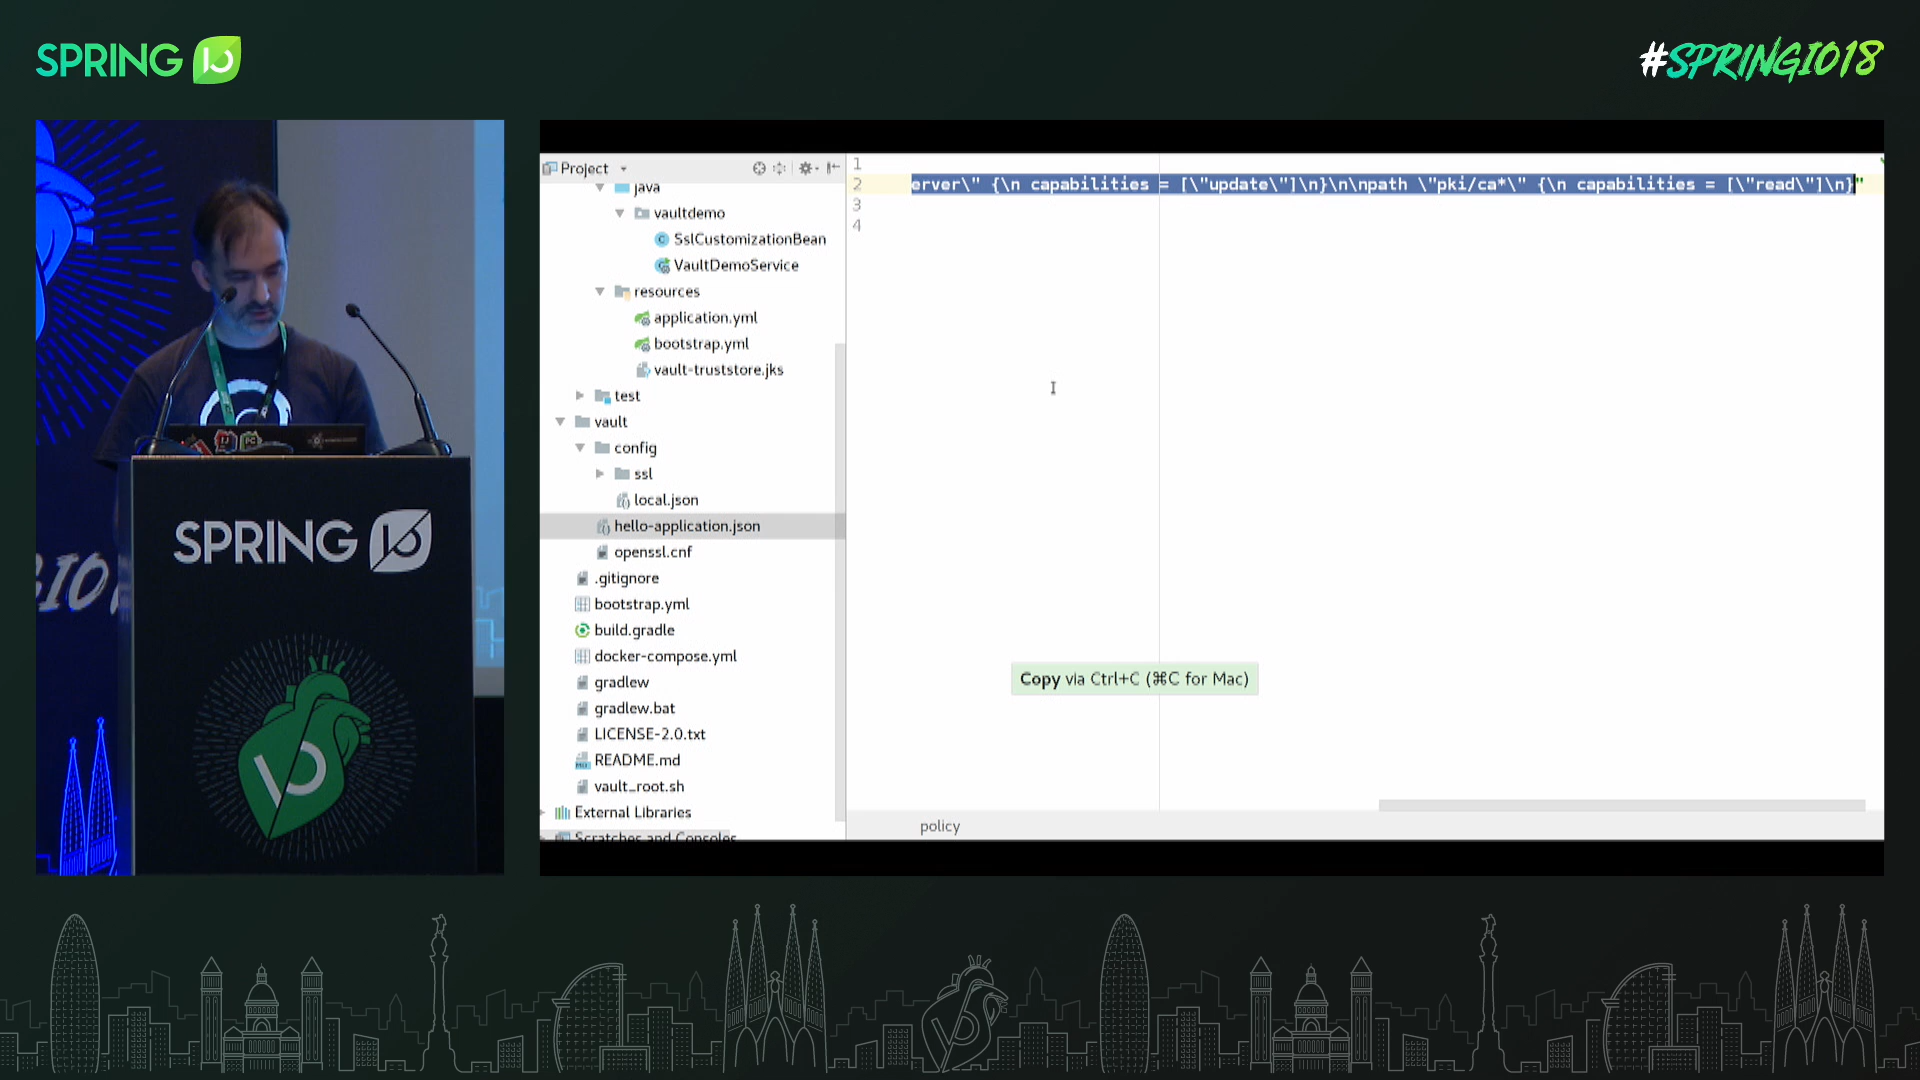 SPRING IO
#SPRINGIO18
Project
java
vaultdemo
SslCustomizationBean
VaultDemoService
resources
application.yml
bootstrap.yml
vault-truststore.jks
test
vault
config
ssl
local.json
hello-application.json
openssl.cnf
.gitignore
bootstrap.yml
build.gradle
docker-compose.yml
gradlew
gradlew.bat
LICENSE-2.0.txt
README.md
vault_root.sh
External Libraries
Scratches and Consoles
1
2 erver\" {\n capabilities = [\"update\"]\n}\n\npath \"pki/ca*\" {\n capabilities = [\"read\"]\n}"
3
4
Copy via Ctrl+C (⌘C for Mac)
policy
SPRING IO